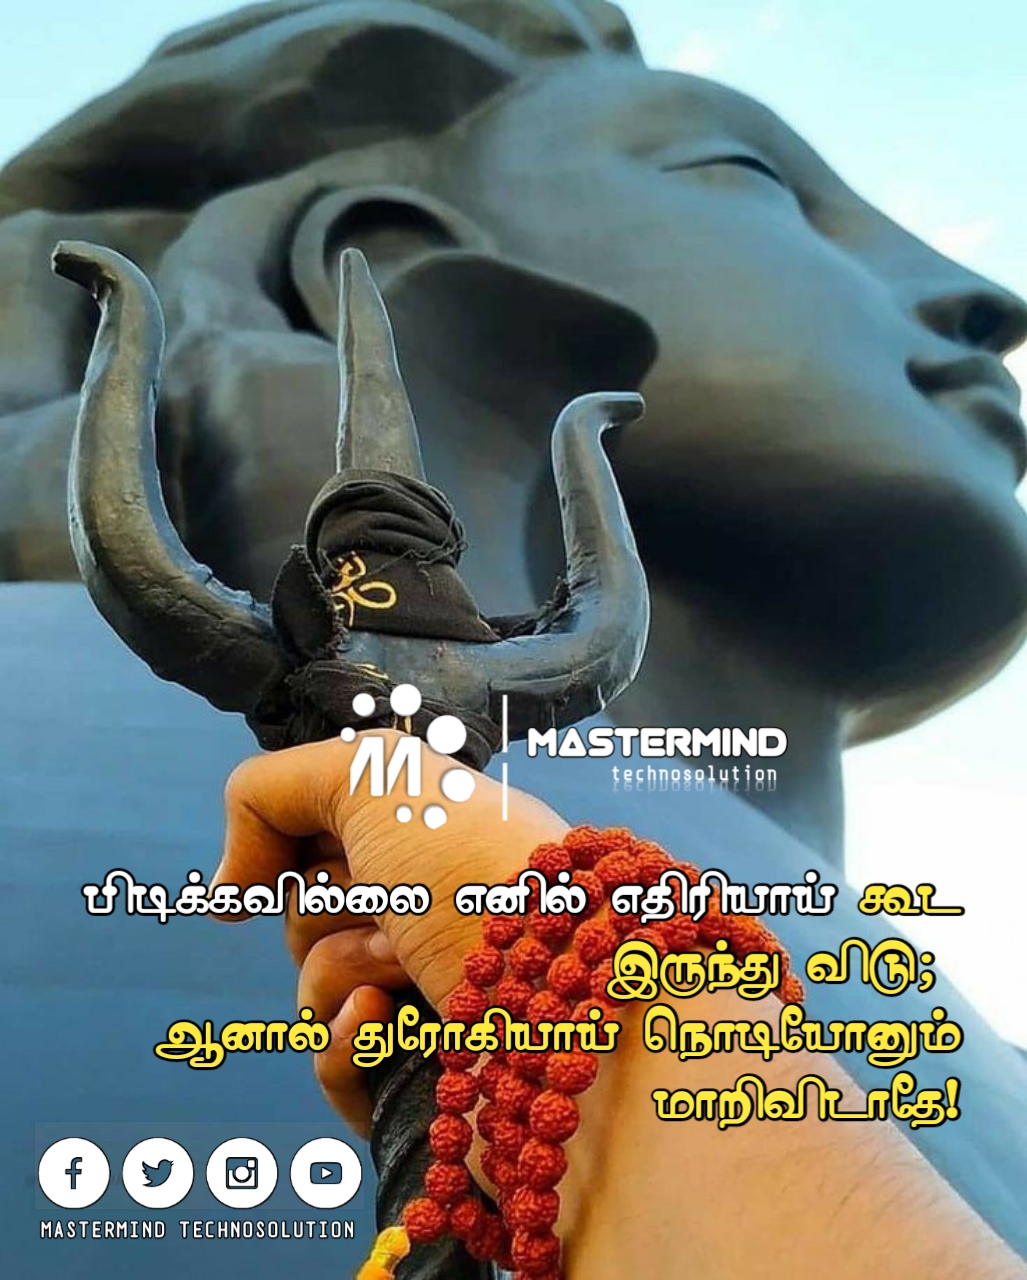 MASTERMIND
technosolution
பிடிக்கவில்லை எனில் எதிரியாய் கூட
இருந்து விடு;
ஆனால் துரோகியாய் நொடியேனும்
மாறிவிடாதே!
MASTERMIND TECHNOSOLUTION